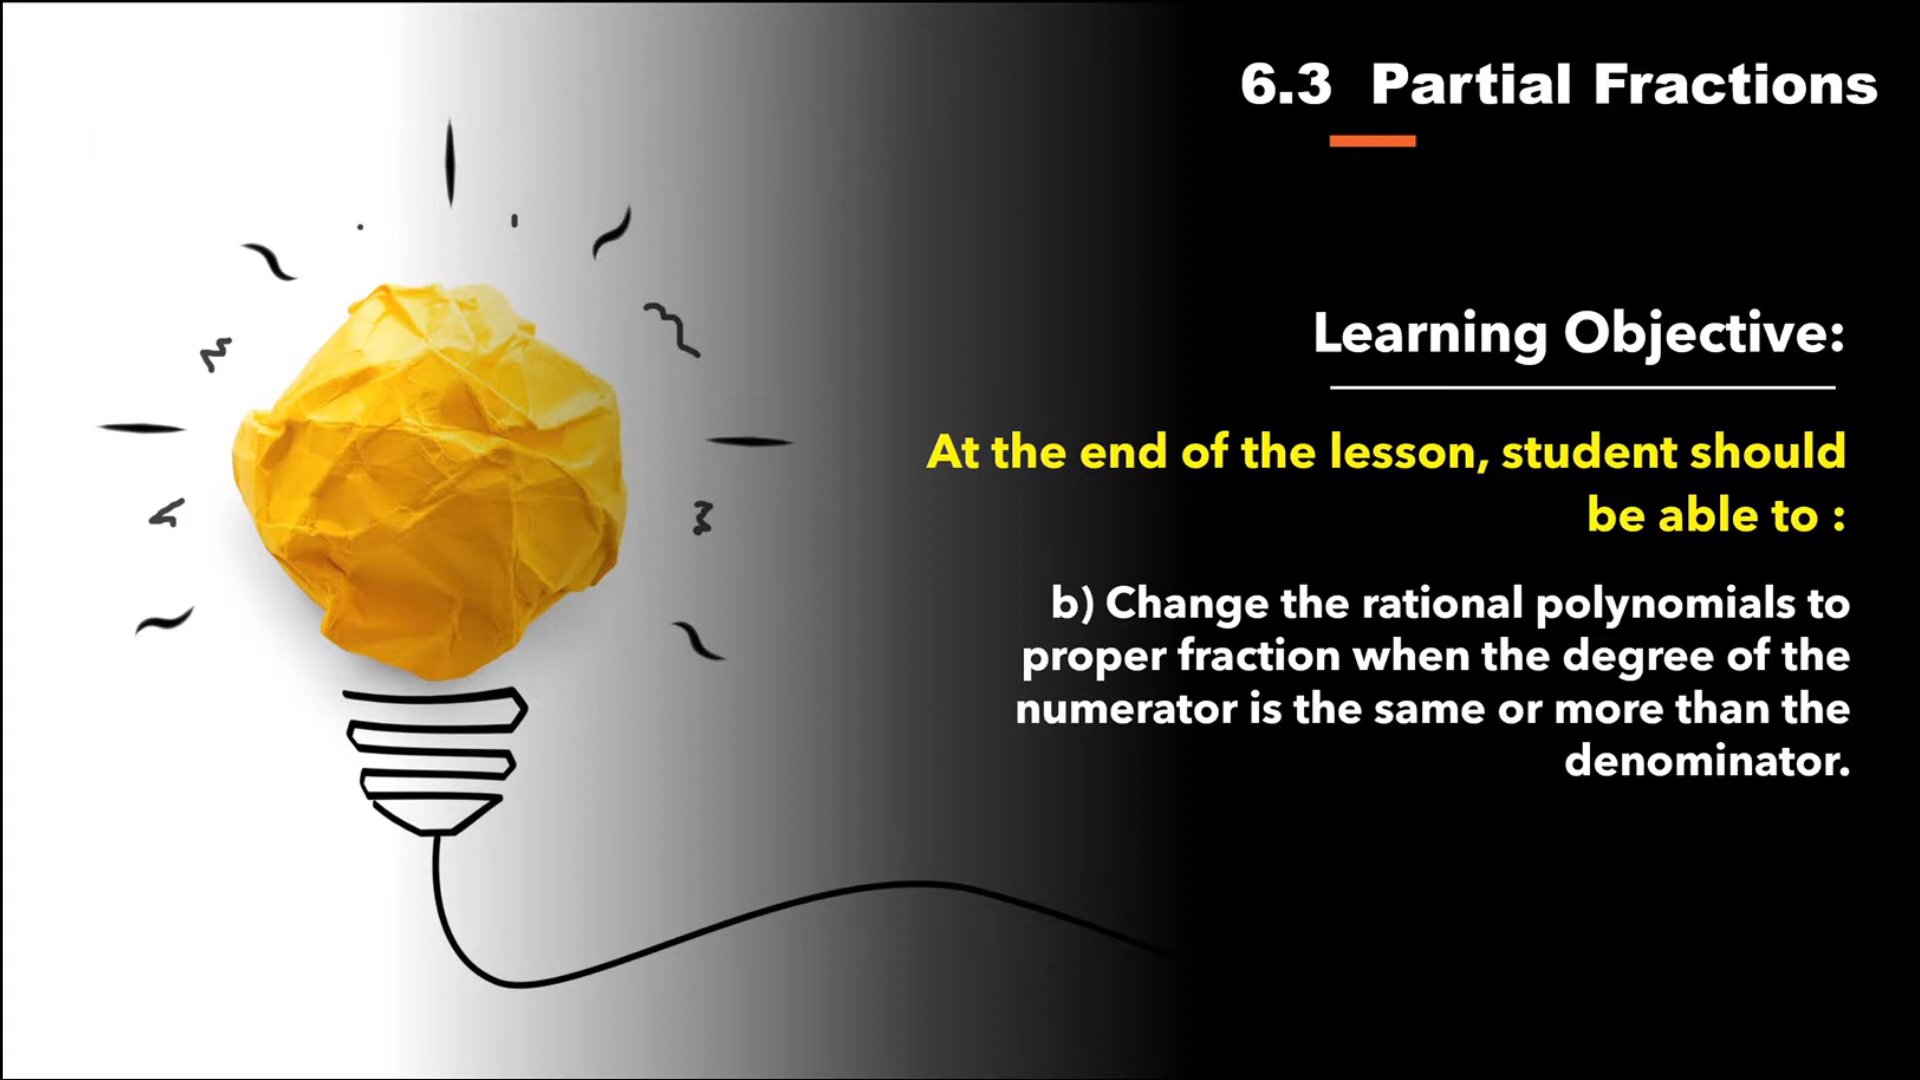 6.3 Partial Fractions
Learning Objective:
At the end of the lesson, student should
be able to :
b) Change the rational polynomials to
proper fraction when the degree of the
numerator is the same or more than the
denominator.